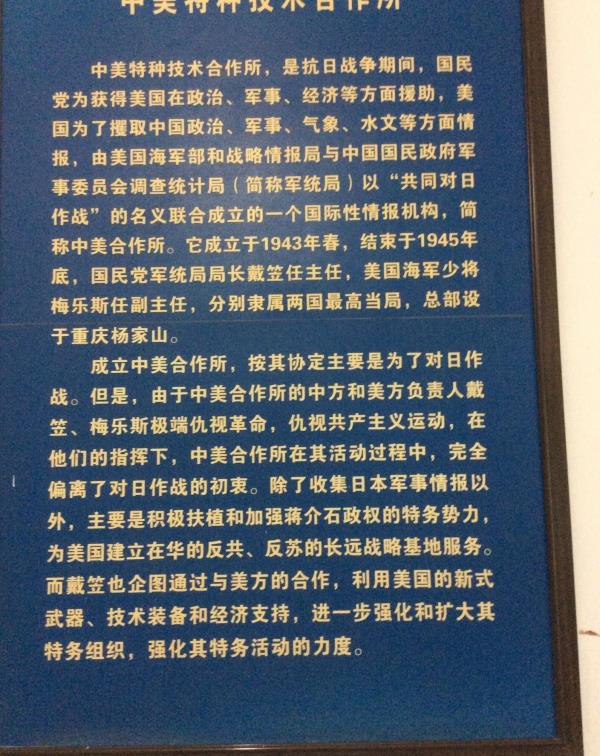 中美特种技术合作所
中美特种技术合作所，是抗日战争期间，国民
党为获得美国在政治、军事、经济等方面援助，美
国为了攫取中国政治、军事、气象、水文等方面情
报，由美国海军部和战略情报局与中国国民政府军
事委员会调查统计局（简称军统局）以“共同对日
作战”的名义联合成立的一个国际性情报机构，简
称中美合作所。它成立于1943年春，结束于1945年
底，国民党军统局局长戴笠任主任，美国海军少将
梅乐斯任副主任，分别隶属两国最高当局，总部设
于重庆杨家山。
成立中美合作所，按其协定主要是为了对日作
战。但是，由于中美合作所的中方和美方负责人戴
笠、梅乐斯极端仇视革命，仇视共产主义运动，在
他们的指挥下，中美合作所在其活动过程中，完全
偏离了对日作战的初衷。除了收集日本军事情报以
外，主要是积极扶植和加强蒋介石政权的特务势力，
为美国建立在华的反共、反苏的长远战略基地服务。
而戴笠也企图通过与美方的合作，利用美国的新式
武器、技术装备和经济支持，进一步强化和扩大其
特务组织，强化其特务活动的力度。